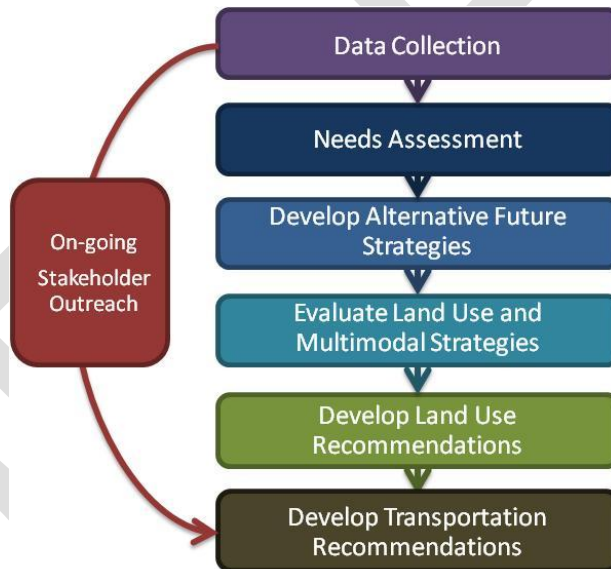 Data Collection
Needs Assessment
Develop Alternative Future
Strategies
On-going
Stakeholder
Outreach
Evaluate Land Use and
Multimodal Strategies
Develop Land Use
Recommendations
Develop Transportation
Recommendations